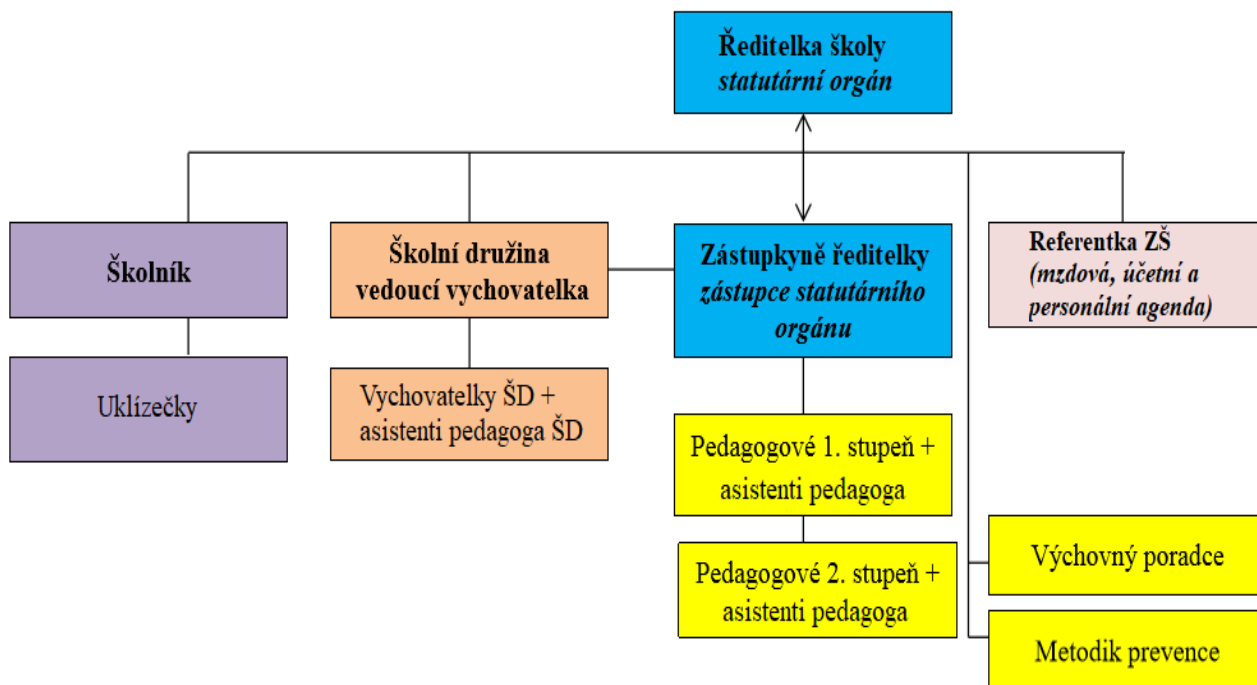 Ředitelka školy
statutární orgán
Školník
Školní družina
vedoucí vychovatelka
Zástupkyně ředitelky
zástupce statutárního
orgánu
Referentka ZŠ
(mzdová, účetní a
personální agenda)
Uklízečky
Vychovatelky ŠD +
asistenti pedagoga ŠD
Pedagogové 1. stupeň +
asistenti pedagoga
Pedagogové 2. stupeň +
asistenti pedagoga
Výchovný poradce
Metodik prevence